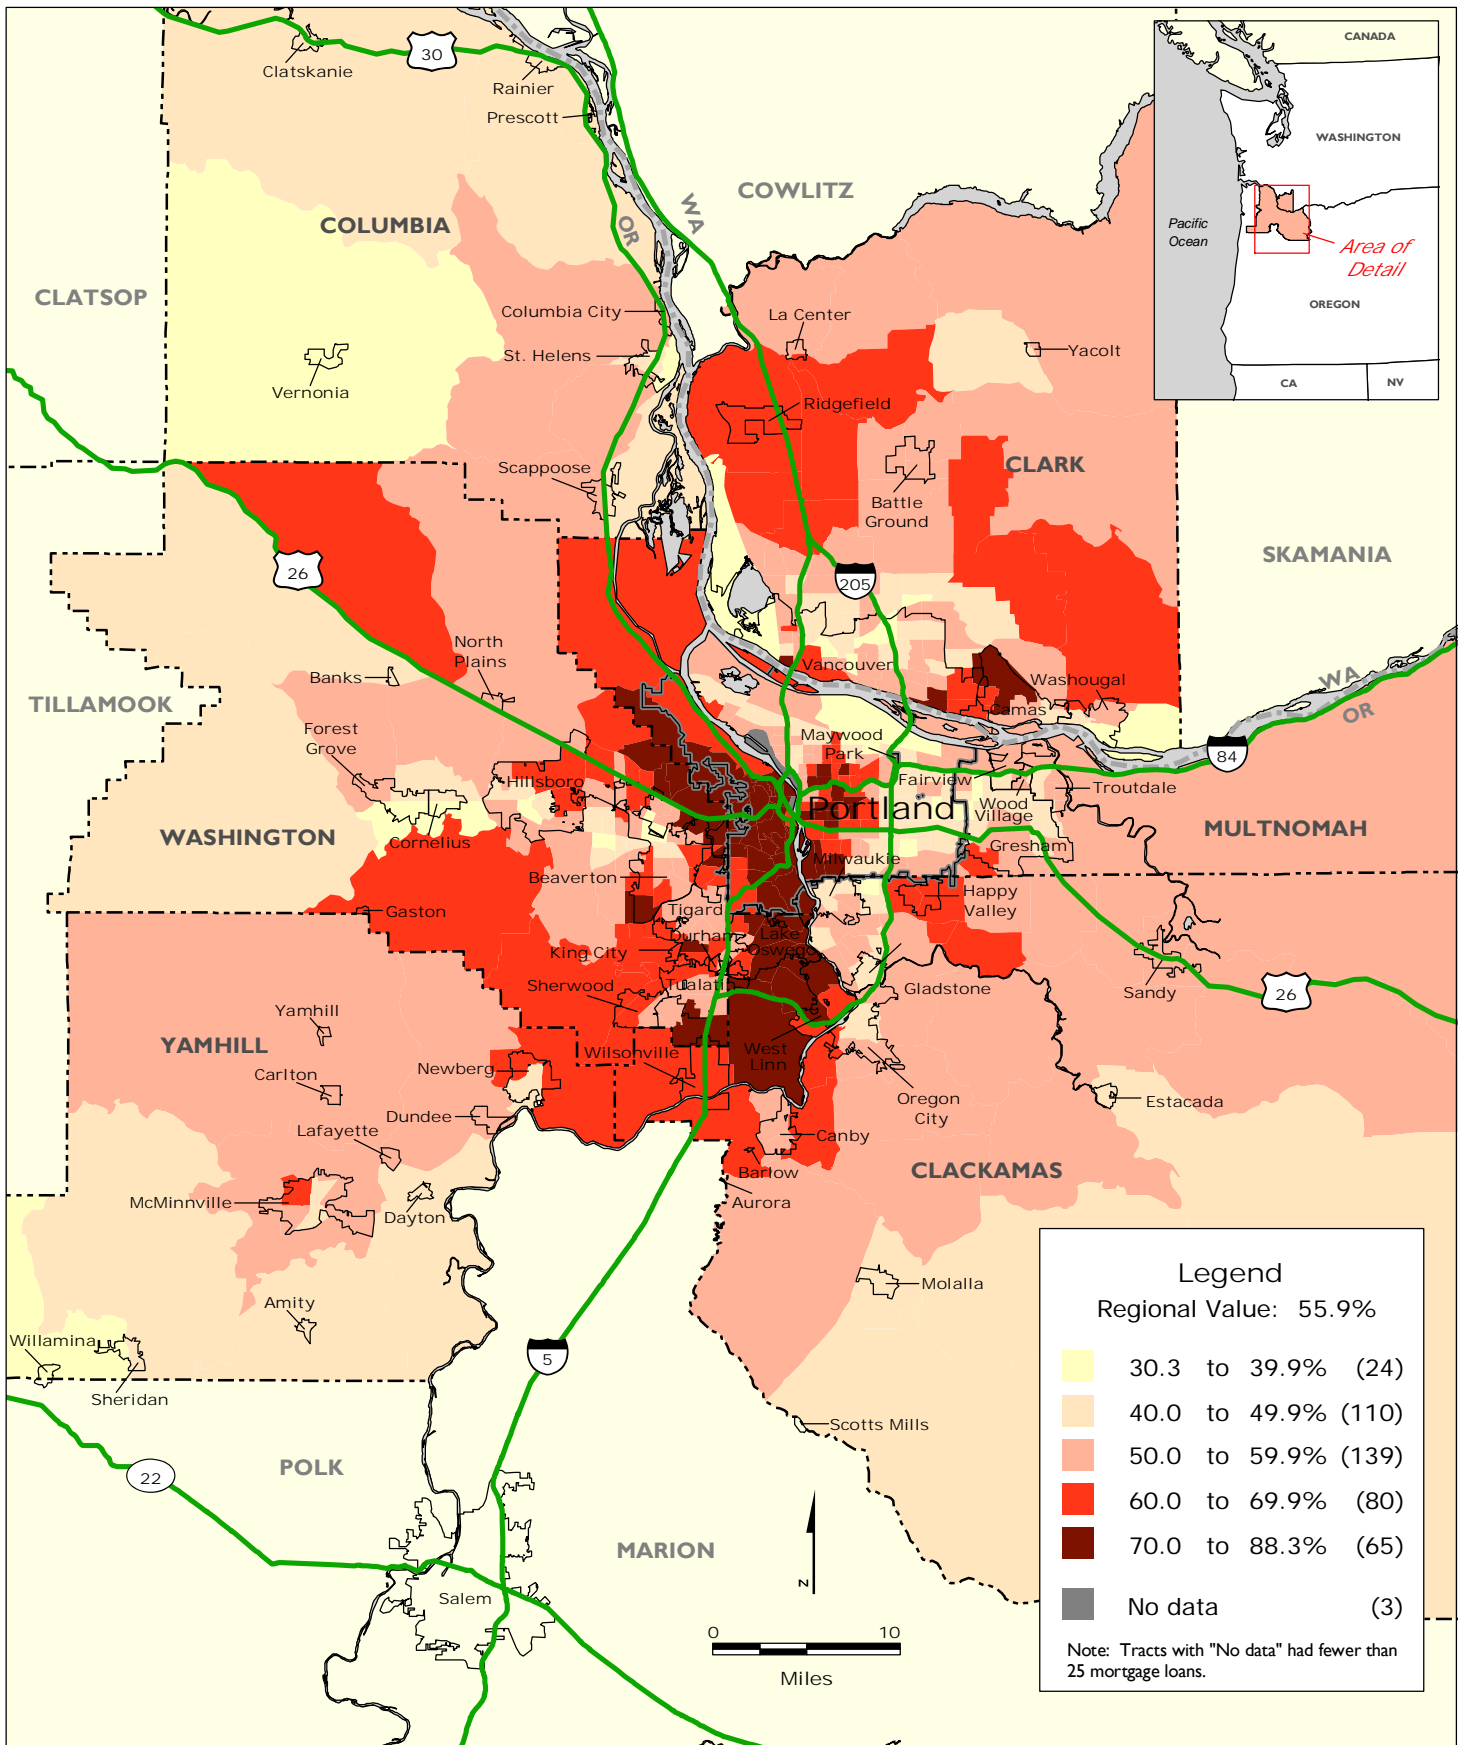 CANADA
WASHINGTON
Pacific
Ocean
Area of
Detail
OREGON
CA
NV
30
Clatskanie
Rainier
Prescott
COWLITZ
WA
OR
COLUMBIA
CLATSOP
Columbia City
La Center
St. Helens
Yacolt
Vernonia
Ridgefield
Scappoose
CLARK
Battle
Ground
SKAMANIA
26
205
North
Plains
Vancouver
Banks
Washougal
WA
OR
TILLAMOOK
Camas
Forest
Grove
Maywood
Park
84
Hillsboro
Fairview
Troutdale
Portland
Wood
Village
WASHINGTON
MULTNOMAH
Cornelius
Gresham
Milwaukie
Beaverton
Happy
Valley
Gaston
Tigard
Durham
Lake
Oswego
King City
Sherwood
Tualatin
Gladstone
Sandy
26
Yamhill
YAMHILL
Wilsonville
West
Linn
Newberg
Carlton
Oregon
City
Estacada
Dundee
Lafayette
Canby
Barlow
CLACKAMAS
McMinnville
Aurora
Dayton
Molalla
Amity
Willamina
5
Sheridan
Scotts Mills
POLK
22
MARION
Salem
N
0 10
Miles
Legend
Regional Value: 55.9%
30.3 to 39.9% (24)
40.0 to 49.9% (110)
50.0 to 59.9% (139)
60.0 to 69.9% (80)
70.0 to 88.3% (65)
No data (3)
Note: Tracts with "No data" had fewer than
25 mortgage loans.